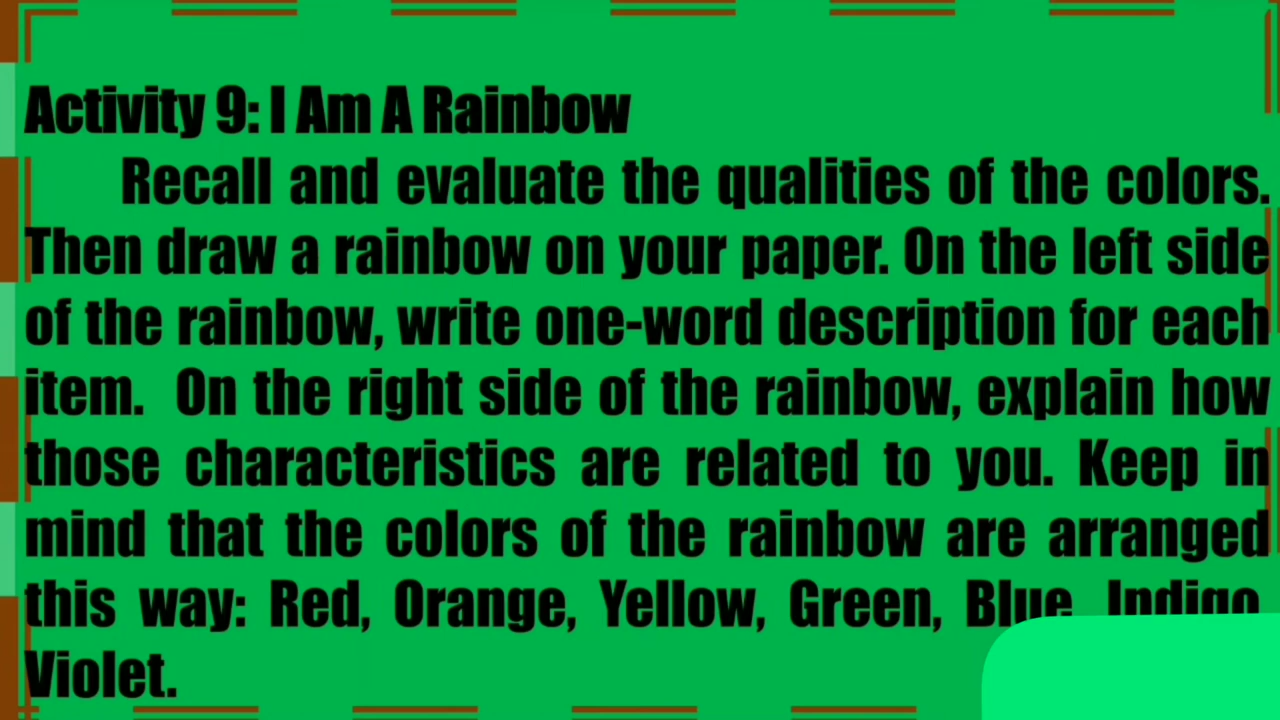 Activity 9: I Am A Rainbow
Recall and evaluate the qualities of the colors.
Then draw a rainbow on your paper. On the left side
of the rainbow, write one-word description for each
item. On the right side of the rainbow, explain how
those characteristics are related to you. Keep in
mind that the colors of the rainbow are arranged
this way: Red, Orange, Yellow, Green, Blue, Indigo,
Violet.